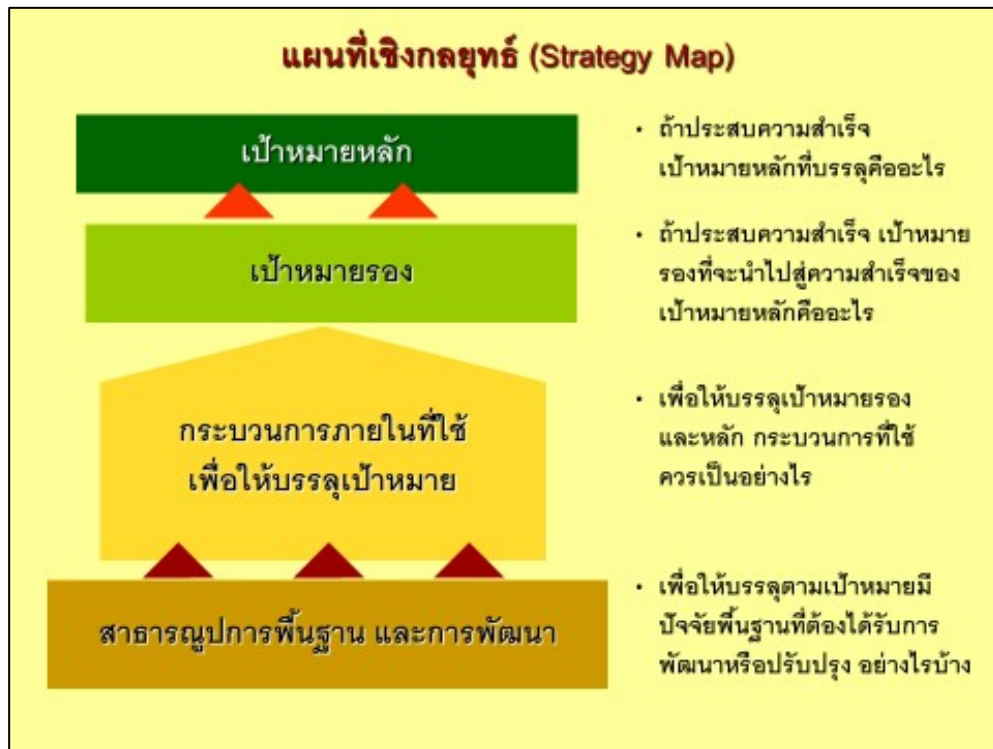 แผนที่เชิงกลยุทธ์ (Strategy Map)
เป้าหมายหลัก
• ถ้าประสบความสำเร็จ
เป้าหมายหลักที่บรรลุคืออะไร
เป้าหมายรอง
• ถ้าประสบความสำเร็จ เป้าหมาย
รองที่จะนำไปสู่ความสำเร็จของ
เป้าหมายหลักคืออะไร
กระบวนการภายในที่ใช้
เพื่อให้บรรลุเป้าหมาย
• เพื่อให้บรรลุเป้าหมายรอง
และหลัก กระบวนการที่ใช้
ควรเป็นอย่างไร
สาธารณูปการพื้นฐาน และการพัฒนา
• เพื่อให้บรรลุตามเป้าหมายมี
ปัจจัยพื้นฐานที่ต้องได้รับการ
พัฒนาหรือปรับปรุง อย่างไรบ้าง